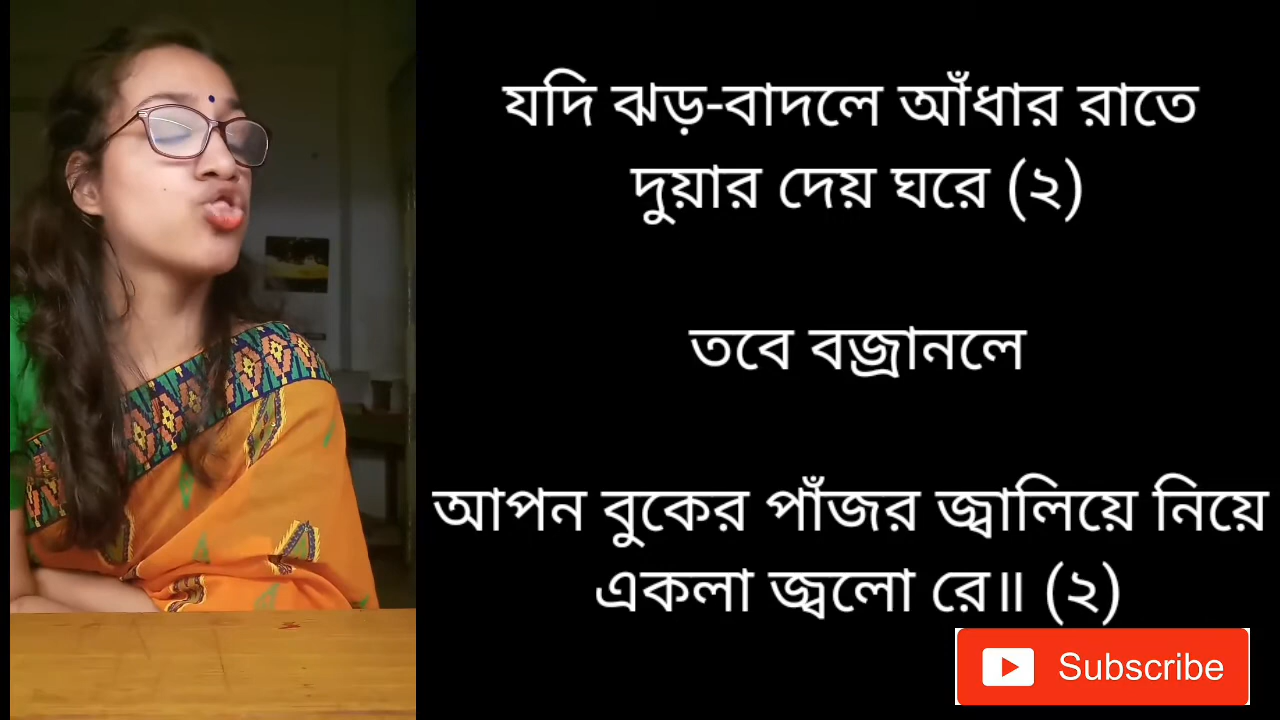 যদি ঝড়-বাদলে আঁধার রাতে
দুয়ার দেয় ঘরে (২)
তবে বজ্রানলে
আপন বুকের পাঁজর জ্বালিয়ে নিয়ে
একলা জ্বলো রে॥ (২)
Subscribe